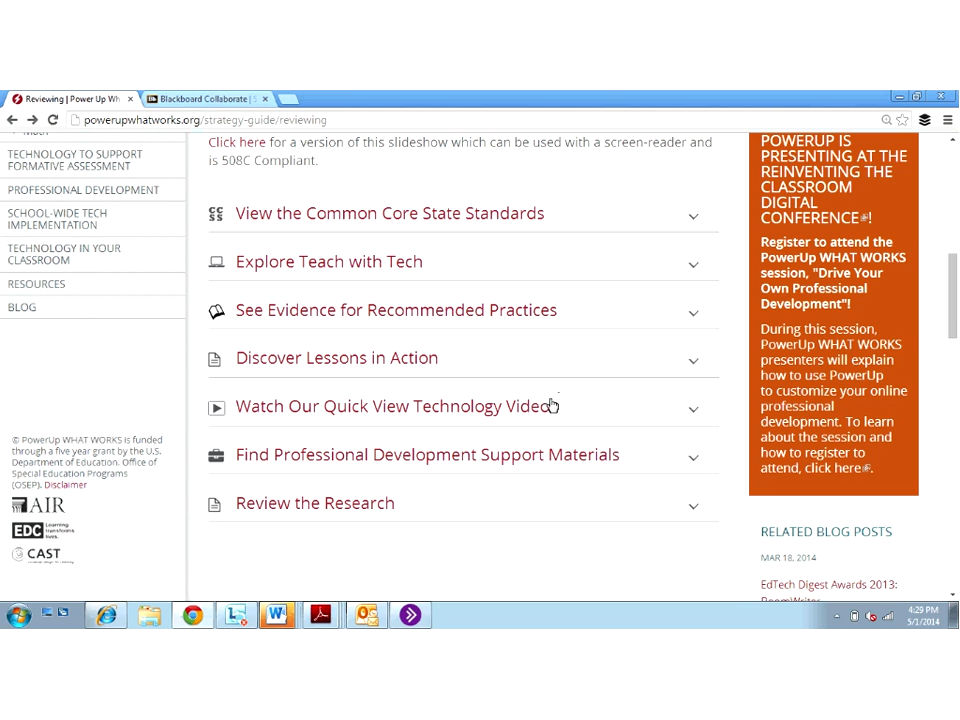 Reviewing | Power Up Wh
Blackboard Collaborate |
powerupwhatworks.org/strategy-guide/reviewing
Math
TECHNOLOGY TO SUPPORT
FORMATIVE ASSESSMENT
PROFESSIONAL DEVELOPMENT
SCHOOL-WIDE TECH
IMPLEMENTATION
TECHNOLOGY IN YOUR
CLASSROOM
RESOURCES
BLOG
© PowerUp WHAT WORKS is funded
through a five year grant by the U.S.
Department of Education. Office of
Special Education Programs
(OSEP). Disclaimer
AIR
EDC Learning
transforms
lives.
CAST
Click here for a version of this slideshow which can be used with a screen-reader and
is 508C Compliant.
CC
SS
View the Common Core State Standards
Explore Teach with Tech
See Evidence for Recommended Practices
Discover Lessons in Action
Watch Our Quick View Technology Video
Find Professional Development Support Materials
Review the Research
POWERUP IS
PRESENTING AT THE
REINVENTING THE
CLASSROOM
DIGITAL
CONFERENCE!
Register to attend the
PowerUp WHAT WORKS
session, "Drive Your
Own Professional
Development"!
During this session,
PowerUp WHAT WORKS
presenters will explain
how to use PowerUp
to customize your online
professional
development. To learn
about the session and
how to register to
attend, click here.
RELATED BLOG POSTS
MAR 18, 2014
EdTech Digest Awards 2013:
4:29 PM
5/1/2014